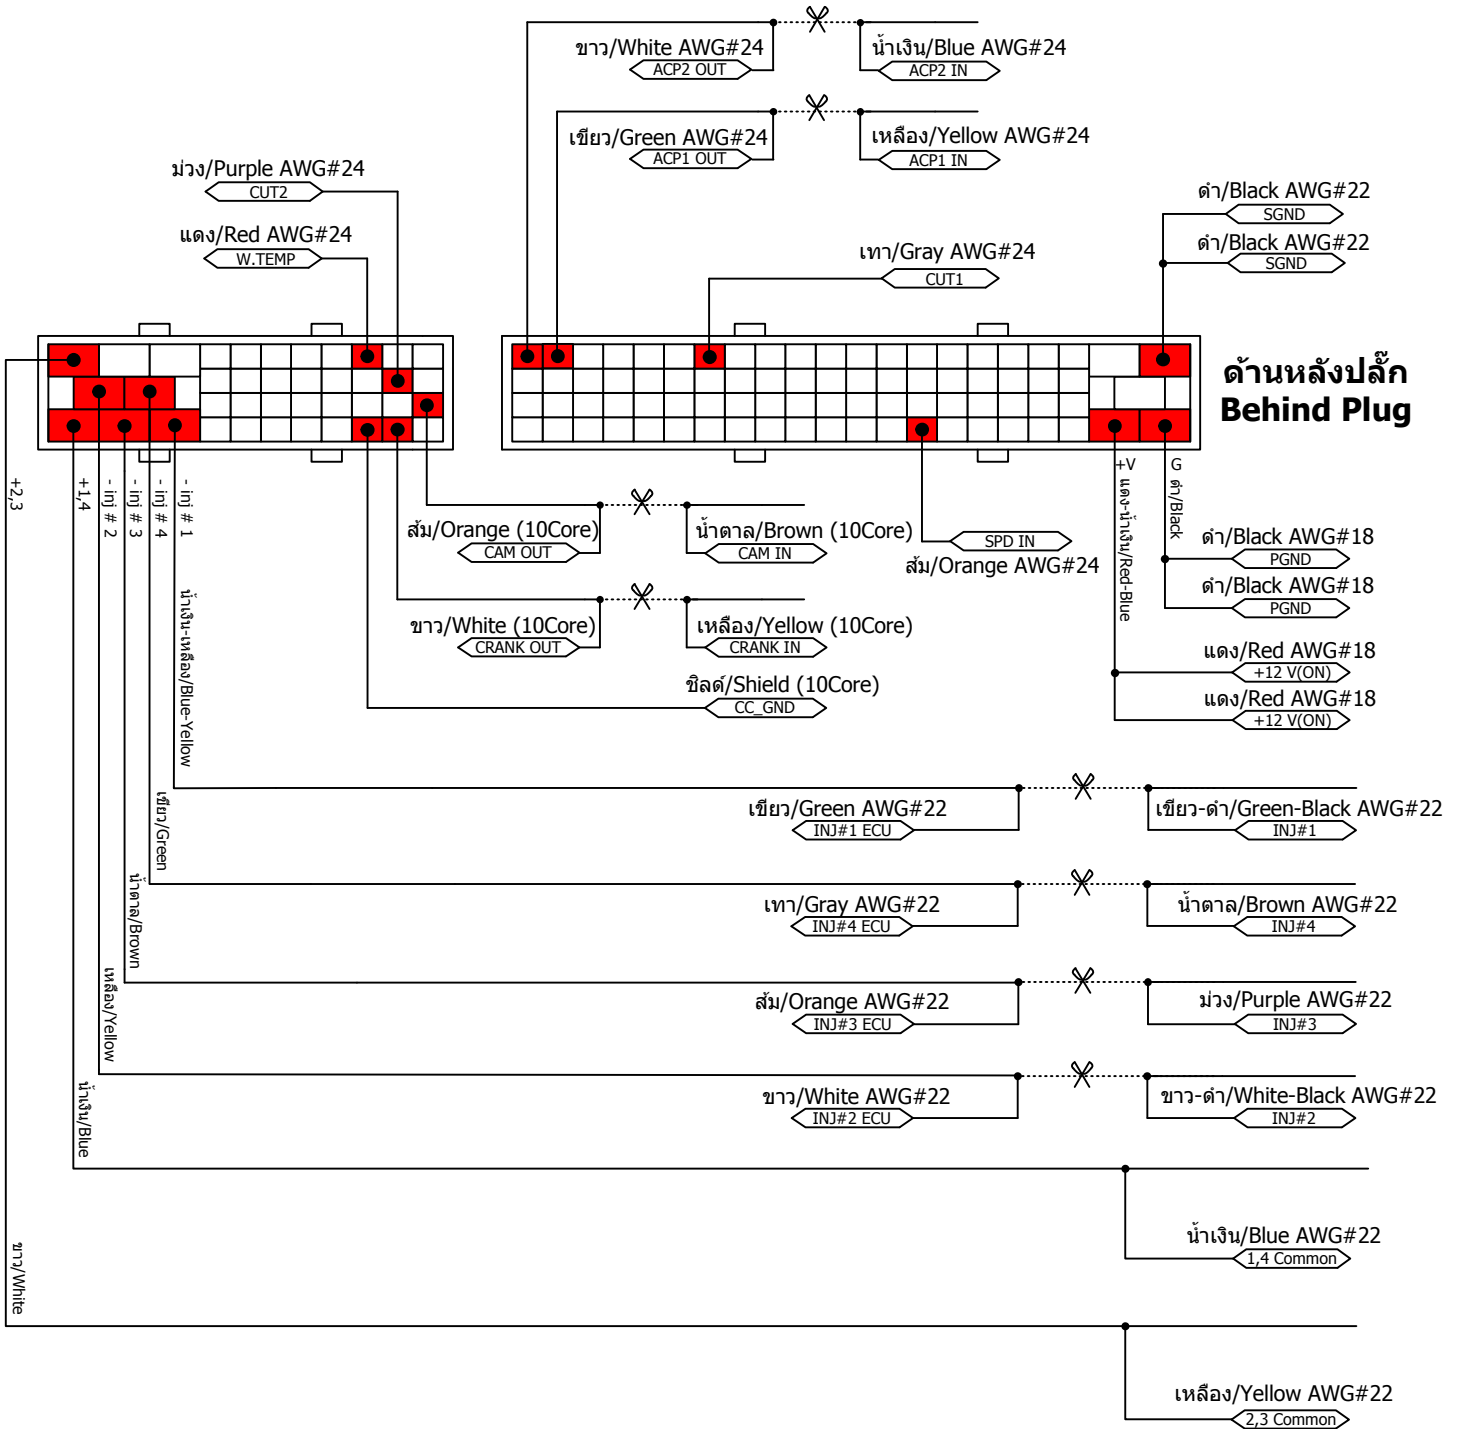 ขาว/White AWG#24
ACP2 OUT
น้ำเงิน/Blue AWG#24
ACP2 IN
เขียว/Green AWG#24
ACP1 OUT
เหลือง/Yellow AWG#24
ACP1 IN
ม่วง/Purple AWG#24
CUT2
แดง/Red AWG#24
W.TEMP
เทา/Gray AWG#24
CUT1
ดำ/Black AWG#22
SGND
ดำ/Black AWG#22
SGND
ด้านหลังปลั๊ก
Behind Plug
+2,3
+1,4
- inj # 2
- inj # 3
- inj # 4
- inj # 1
+V
G
แดง-น้ำเงิน/Red-Blue
ดำ/Black
ส้ม/Orange (10Core)
CAM OUT
น้ำตาล/Brown (10Core)
CAM IN
SPD IN
ส้ม/Orange AWG#24
ดำ/Black AWG#18
PGND
ดำ/Black AWG#18
PGND
ขาว/White (10Core)
CRANK OUT
เหลือง/Yellow (10Core)
CRANK IN
แดง/Red AWG#18
+12 V(ON)
แดง/Red AWG#18
+12 V(ON)
ชิลด์/Shield (10Core)
CC_GND
น้ำเงิน-เหลือง/Blue-Yellow
เขียว/Green
น้ำตาล/Brown
เหลือง/Yellow
น้ำเงิน/Blue
ขาว/White
เขียว/Green AWG#22
INJ#1 ECU
เขียว-ดำ/Green-Black AWG#22
INJ#1
เทา/Gray AWG#22
INJ#4 ECU
น้ำตาล/Brown AWG#22
INJ#4
ส้ม/Orange AWG#22
INJ#3 ECU
ม่วง/Purple AWG#22
INJ#3
ขาว/White AWG#22
INJ#2 ECU
ขาว-ดำ/White-Black AWG#22
INJ#2
น้ำเงิน/Blue AWG#22
1,4 Common
เหลือง/Yellow AWG#22
2,3 Common